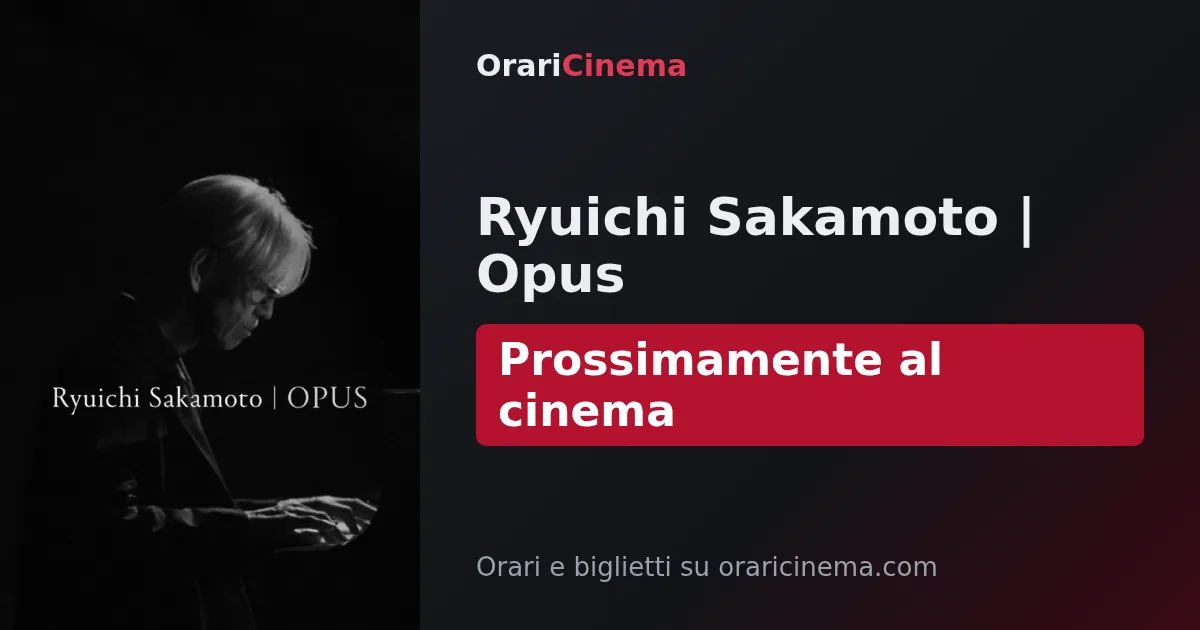 Ryuichi Sakamoto | OPUS
OrariCinema
Ryuichi Sakamoto |
Opus
Prossimamente al
cinema
Orari e biglietti su oraricinema.com